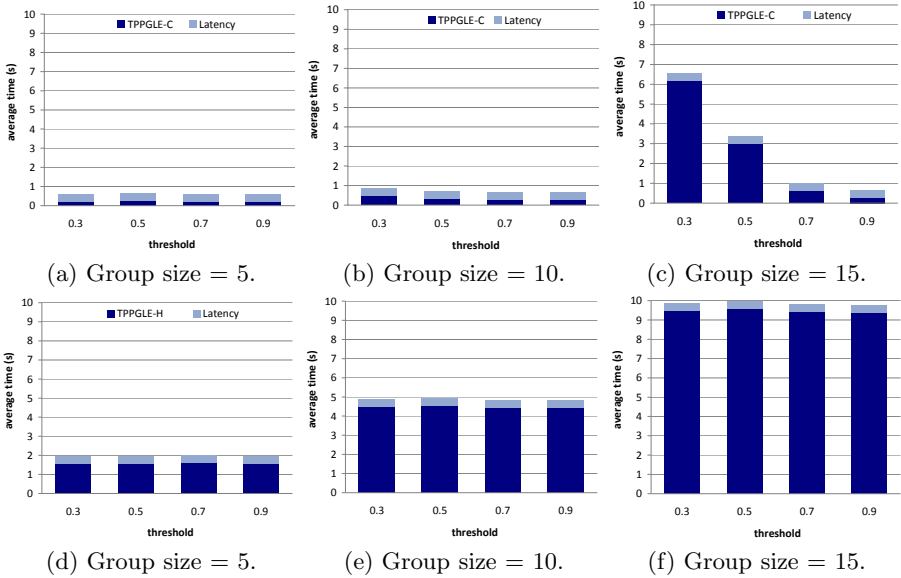 TPPGLE-C Latency
average time (s)
10
9
8
7
6
5
4
3
2
1
0
0.3 0.5 0.7 0.9
threshold
(a) Group size = 5.
TPPGLE-C Latency
average time (s)
10
9
8
7
6
5
4
3
2
1
0
0.3 0.5 0.7 0.9
threshold
(b) Group size = 10.
TPPGLE-C Latency
average time (s)
10
9
8
7
6
5
4
3
2
1
0
0.3 0.5 0.7 0.9
threshold
(c) Group size = 15.
TPPGLE-H Latency
average time (s)
10
9
8
7
6
5
4
3
2
1
0
0.3 0.5 0.7 0.9
threshold
(d) Group size = 5.
average time (s)
10
9
8
7
6
5
4
3
2
1
0
0.3 0.5 0.7 0.9
threshold
(e) Group size = 10.
average time (s)
10
9
8
7
6
5
4
3
2
1
0
0.3 0.5 0.7 0.9
threshold
(f) Group size = 15.